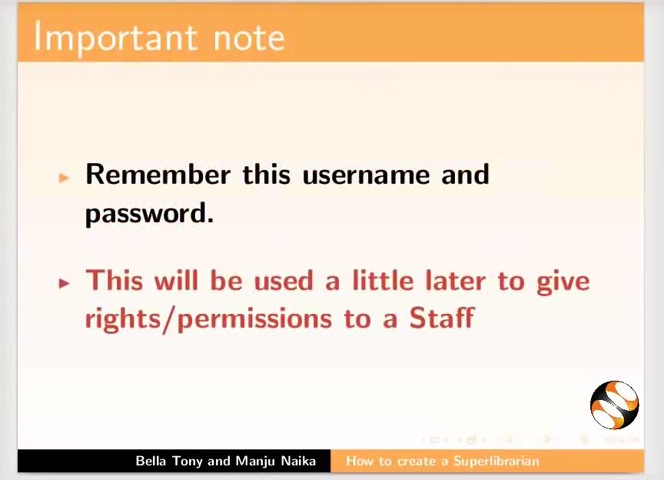 Important note
Remember this username and
password.
This will be used a little later to give
rights/permissions to a Staff
Bella Tony and Manju Naika
How to create a Superlibrarian